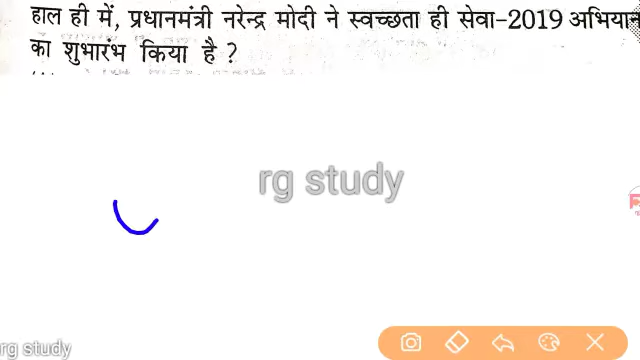 हाल ही में, प्रधानमंत्री नरेन्द्र मोदी ने स्वच्छता ही सेवा-2019 अभियान
का शुभारंभ किया है ?
rg study
rg study